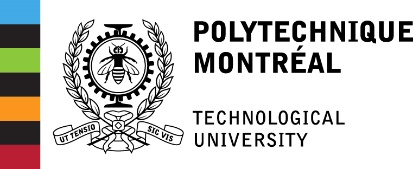 POLYTECHNIQUE
MONTRÉAL
TECHNOLOGICAL
UNIVERSITY
UT TENSIO SIC VIS